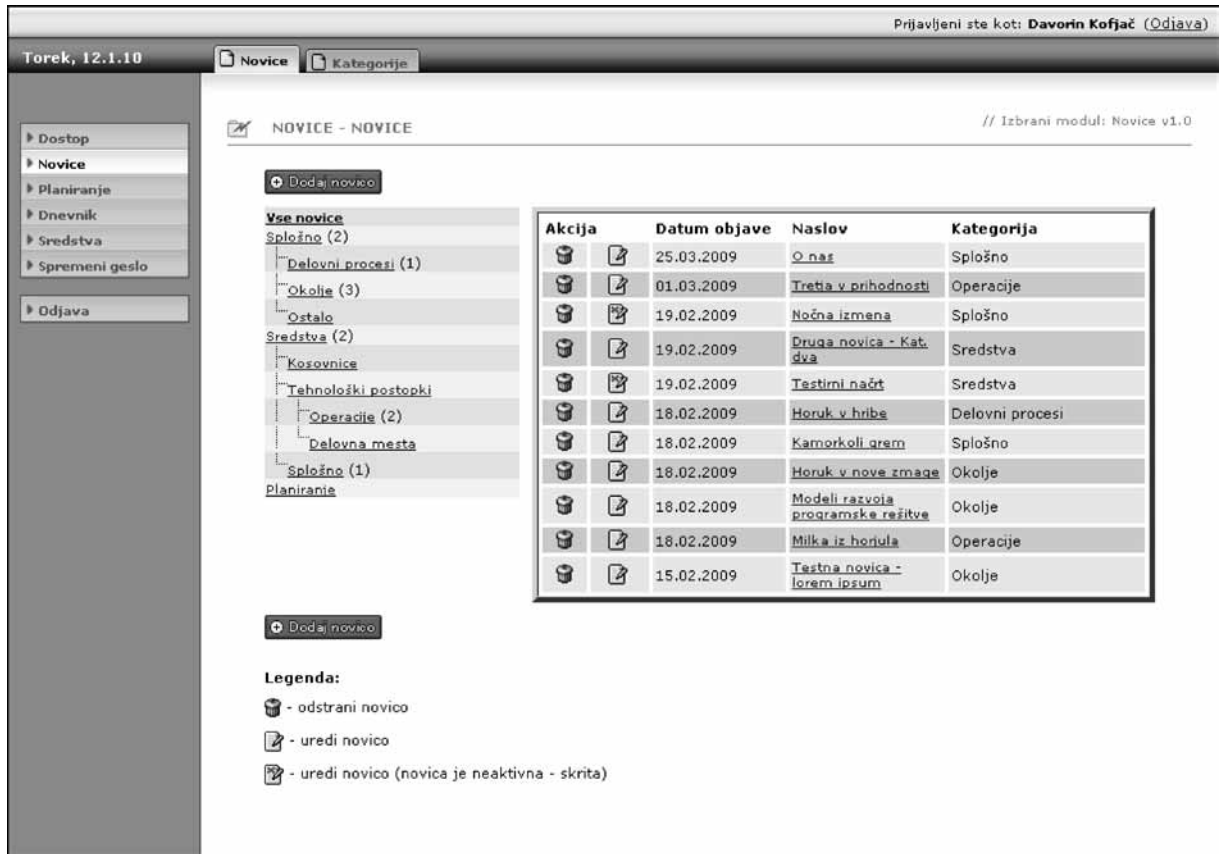 Prijavljeni ste kot: Davorin Kofjač (Odjava)
Torek, 12.1.10
Novice
Kategorije
Dostop
Novice
Planiranje
Dnevnik
Sredstva
Spremeni geslo
Odjava
NOVICE - NOVICE
// Izbrani modul: Novice v1.0
Dodaj novico
Vse novice
Splošno (2)
Delovni procesi (1)
Okolje (3)
Ostalo
Sredstva (2)
Kosovnice
Tehnološki postopki
Operacije (2)
Delovna mesta
Splošno (1)
Planiranje
Akcija Datum objave Naslov Kategorija
25.03.2009 O nas Splošno
01.03.2009 Tretja v prihodnosti Operacije
19.02.2009 Nočna izmena Splošno
19.02.2009 Druga novica - Kat. Sredstva
dva
19.02.2009 Testirni načrt Sredstva
18.02.2009 Horuk v hribe Delovni procesi
18.02.2009 Kamorkoli grem Splošno
18.02.2009 Horuk v nove zmage Okolje
18.02.2009 Modeli razvoja Okolje
programske rešitve
18.02.2009 Milka iz horjula Operacije
15.02.2009 Testna novica - Okolje
lorem ipsum
Dodaj novico
Legenda:
- odstrani novico
- uredi novico
- uredi novico (novica je neaktivna - skrita)